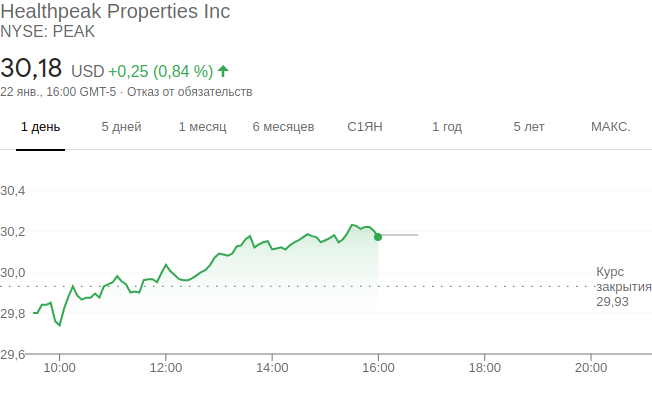 Healthpeak Properties Inc
NYSE: PEAK
30,18 USD +0,25 (0,84 %)
22 янв., 16:00 GMT-5 · Отказ от обязательств
1 день 5 дней 1 месяц 6 месяцев С1ЯН 1 год 5 лет МАКС.
30,4
30,2
30,0
Курс
закрытия
29,93
29,8
29,6
10:00 12:00 14:00 16:00 18:00 20:00